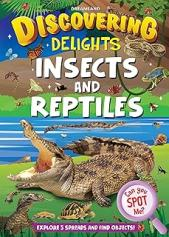 DREAMLAND
DISCOVERING
DELIGHTS
INSECTS
AND
REPTILES
Can you
SPOT
Me?
EXPLORE 5 SPREADS AND FIND OBJECTS!